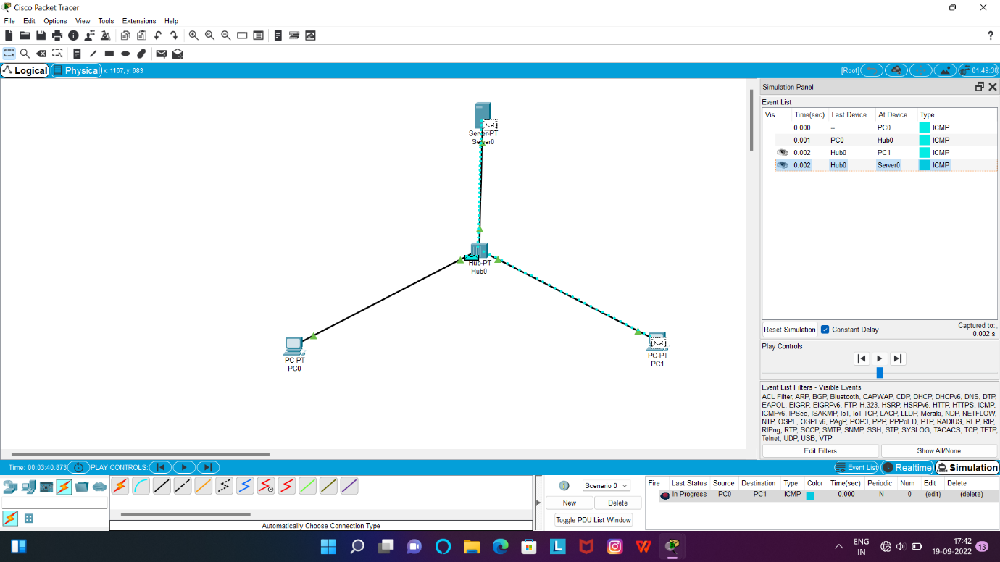 Cisco Packet Tracer
File Edit Options View Tools Extensions Help
?
Logical Physical x: 1167, y: 683 [Root] 01:49:30
Server-PT
Server0
Hub-PT
Hub0
PC-PT
PC0
PC-PT
PC1
Simulation Panel
Event List
Vis. Time(sec) Last Device At Device Type
0.000 -- PC0 ICMP
0.001 PC0 Hub0 ICMP
0.002 Hub0 PC1 ICMP
0.002 Hub0 Server0 ICMP
Reset Simulation Constant Delay Captured to:
0.002 s
Play Controls
Event List Filters - Visible Events
ACL Filter, ARP, BGP, Bluetooth, CAPWAP, CDP, DHCP, DHCPv6, DNS, DTP,
EAPOL, EIGRP, EIGRPv6, FTP, H.323, HSRP, HSRPv6, HTTP, HTTPS, ICMP,
ICMPv6, IPSec, ISAKMP, IoT, IoT TCP, LACP, LLDP, Meraki, NDP, NETFLOW,
NTP, OSPF, OSPFv6, PAgP, POP3, PPP, PPPoED, PTP, RADIUS, REP, RIP,
RIPng, RTP, SCCP, SMTP, SNMP, SSH, STP, SYSLOG, TACACS, TCP, TFTP,
Telnet, UDP, USB, VTP
Edit Filters Show All/None
Time: 00:03:40.873 PLAY CONTROLS: Event List Realtime Simulation
Automatically Choose Connection Type
Scenario 0
New Delete
Toggle PDU List Window
Fire Last Status Source Destination Type Color Time(sec) Periodic Num Edit Delete
In Progress PC0 PC1 ICMP 0.000 N 0 (edit) (delete)
ENG
IN
17:42
19-09-2022
13